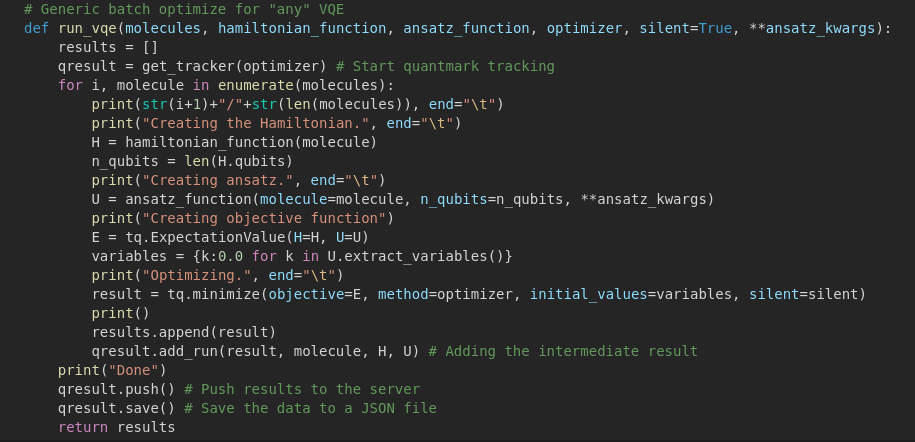 # Generic batch optimize for "any" VQE
def run_vqe(molecules, hamiltonian_function, ansatz_function, optimizer, silent=True, **ansatz_kwargs):
    results = []
    qresult = get_tracker(optimizer) # Start quantmark tracking
    for i, molecule in enumerate(molecules):
        print(str(i+1)+"/"+str(len(molecules)), end="\t")
        print("Creating the Hamiltonian.", end="\t")
        H = hamiltonian_function(molecule)
        n_qubits = len(H.qubits)
        print("Creating ansatz.", end="\t")
        U = ansatz_function(molecule=molecule, n_qubits=n_qubits, **ansatz_kwargs)
        print("Creating objective function")
        E = tq.ExpectationValue(H=H, U=U)
        variables = {k:0.0 for k in U.extract_variables()}
        print("Optimizing.", end="\t")
        result = tq.minimize(objective=E, method=optimizer, initial_values=variables, silent=silent)
        print()
        results.append(result)
        qresult.add_run(result, molecule, H, U) # Adding the intermediate result
    print("Done")
    qresult.push() # Push results to the server
    qresult.save() # Save the data to a JSON file
    return results